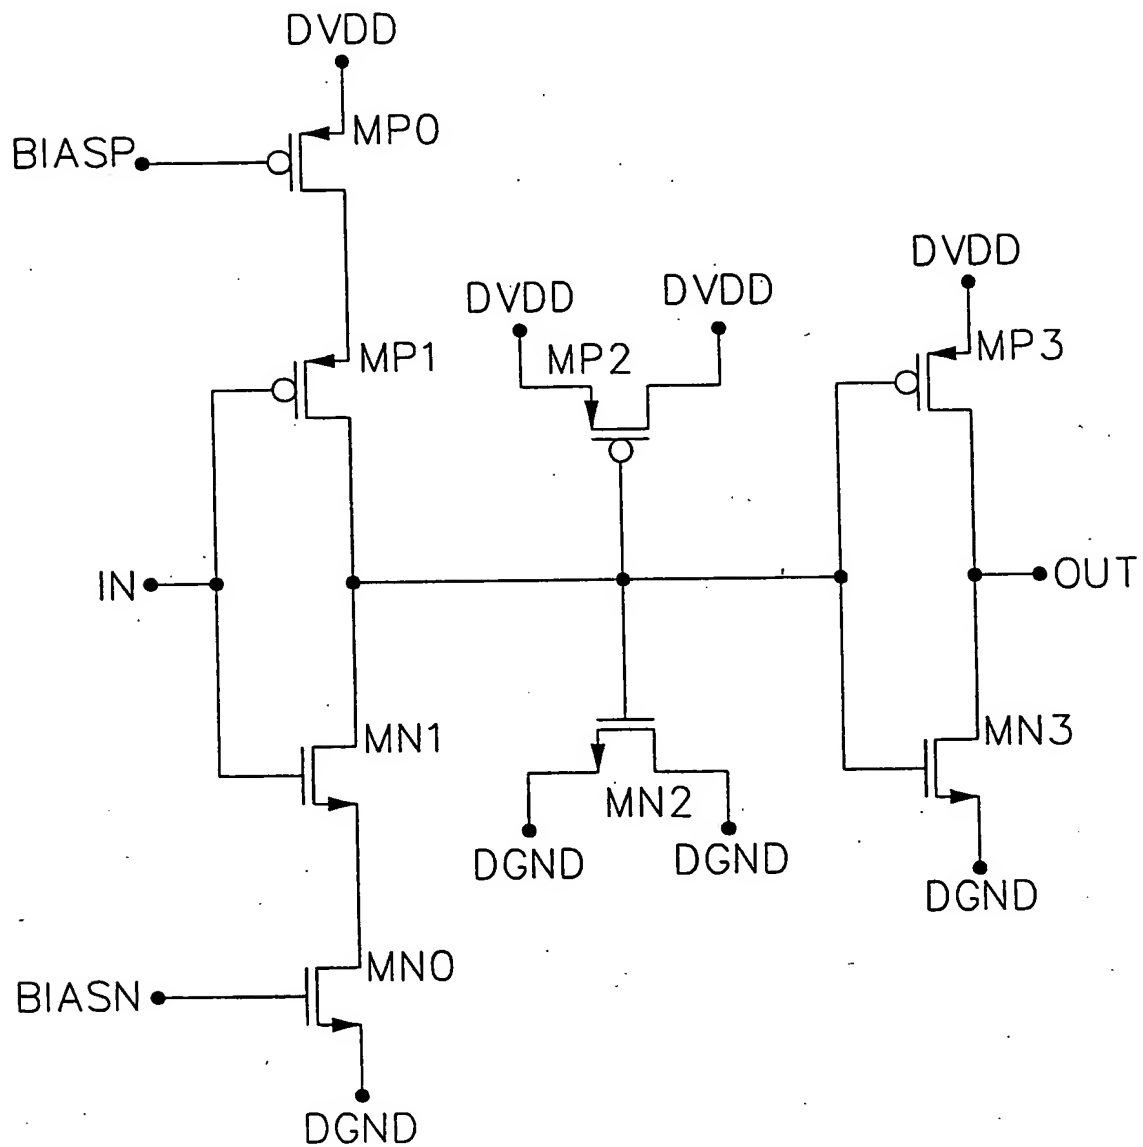 DVDD
BIASP
MP0
DVDD
DVDD
DVDD
MP1
MP2
MP3
IN
OUT
MN1
MN3
MN2
DGND
DGND
DGND
BIASN
MN0
DGND